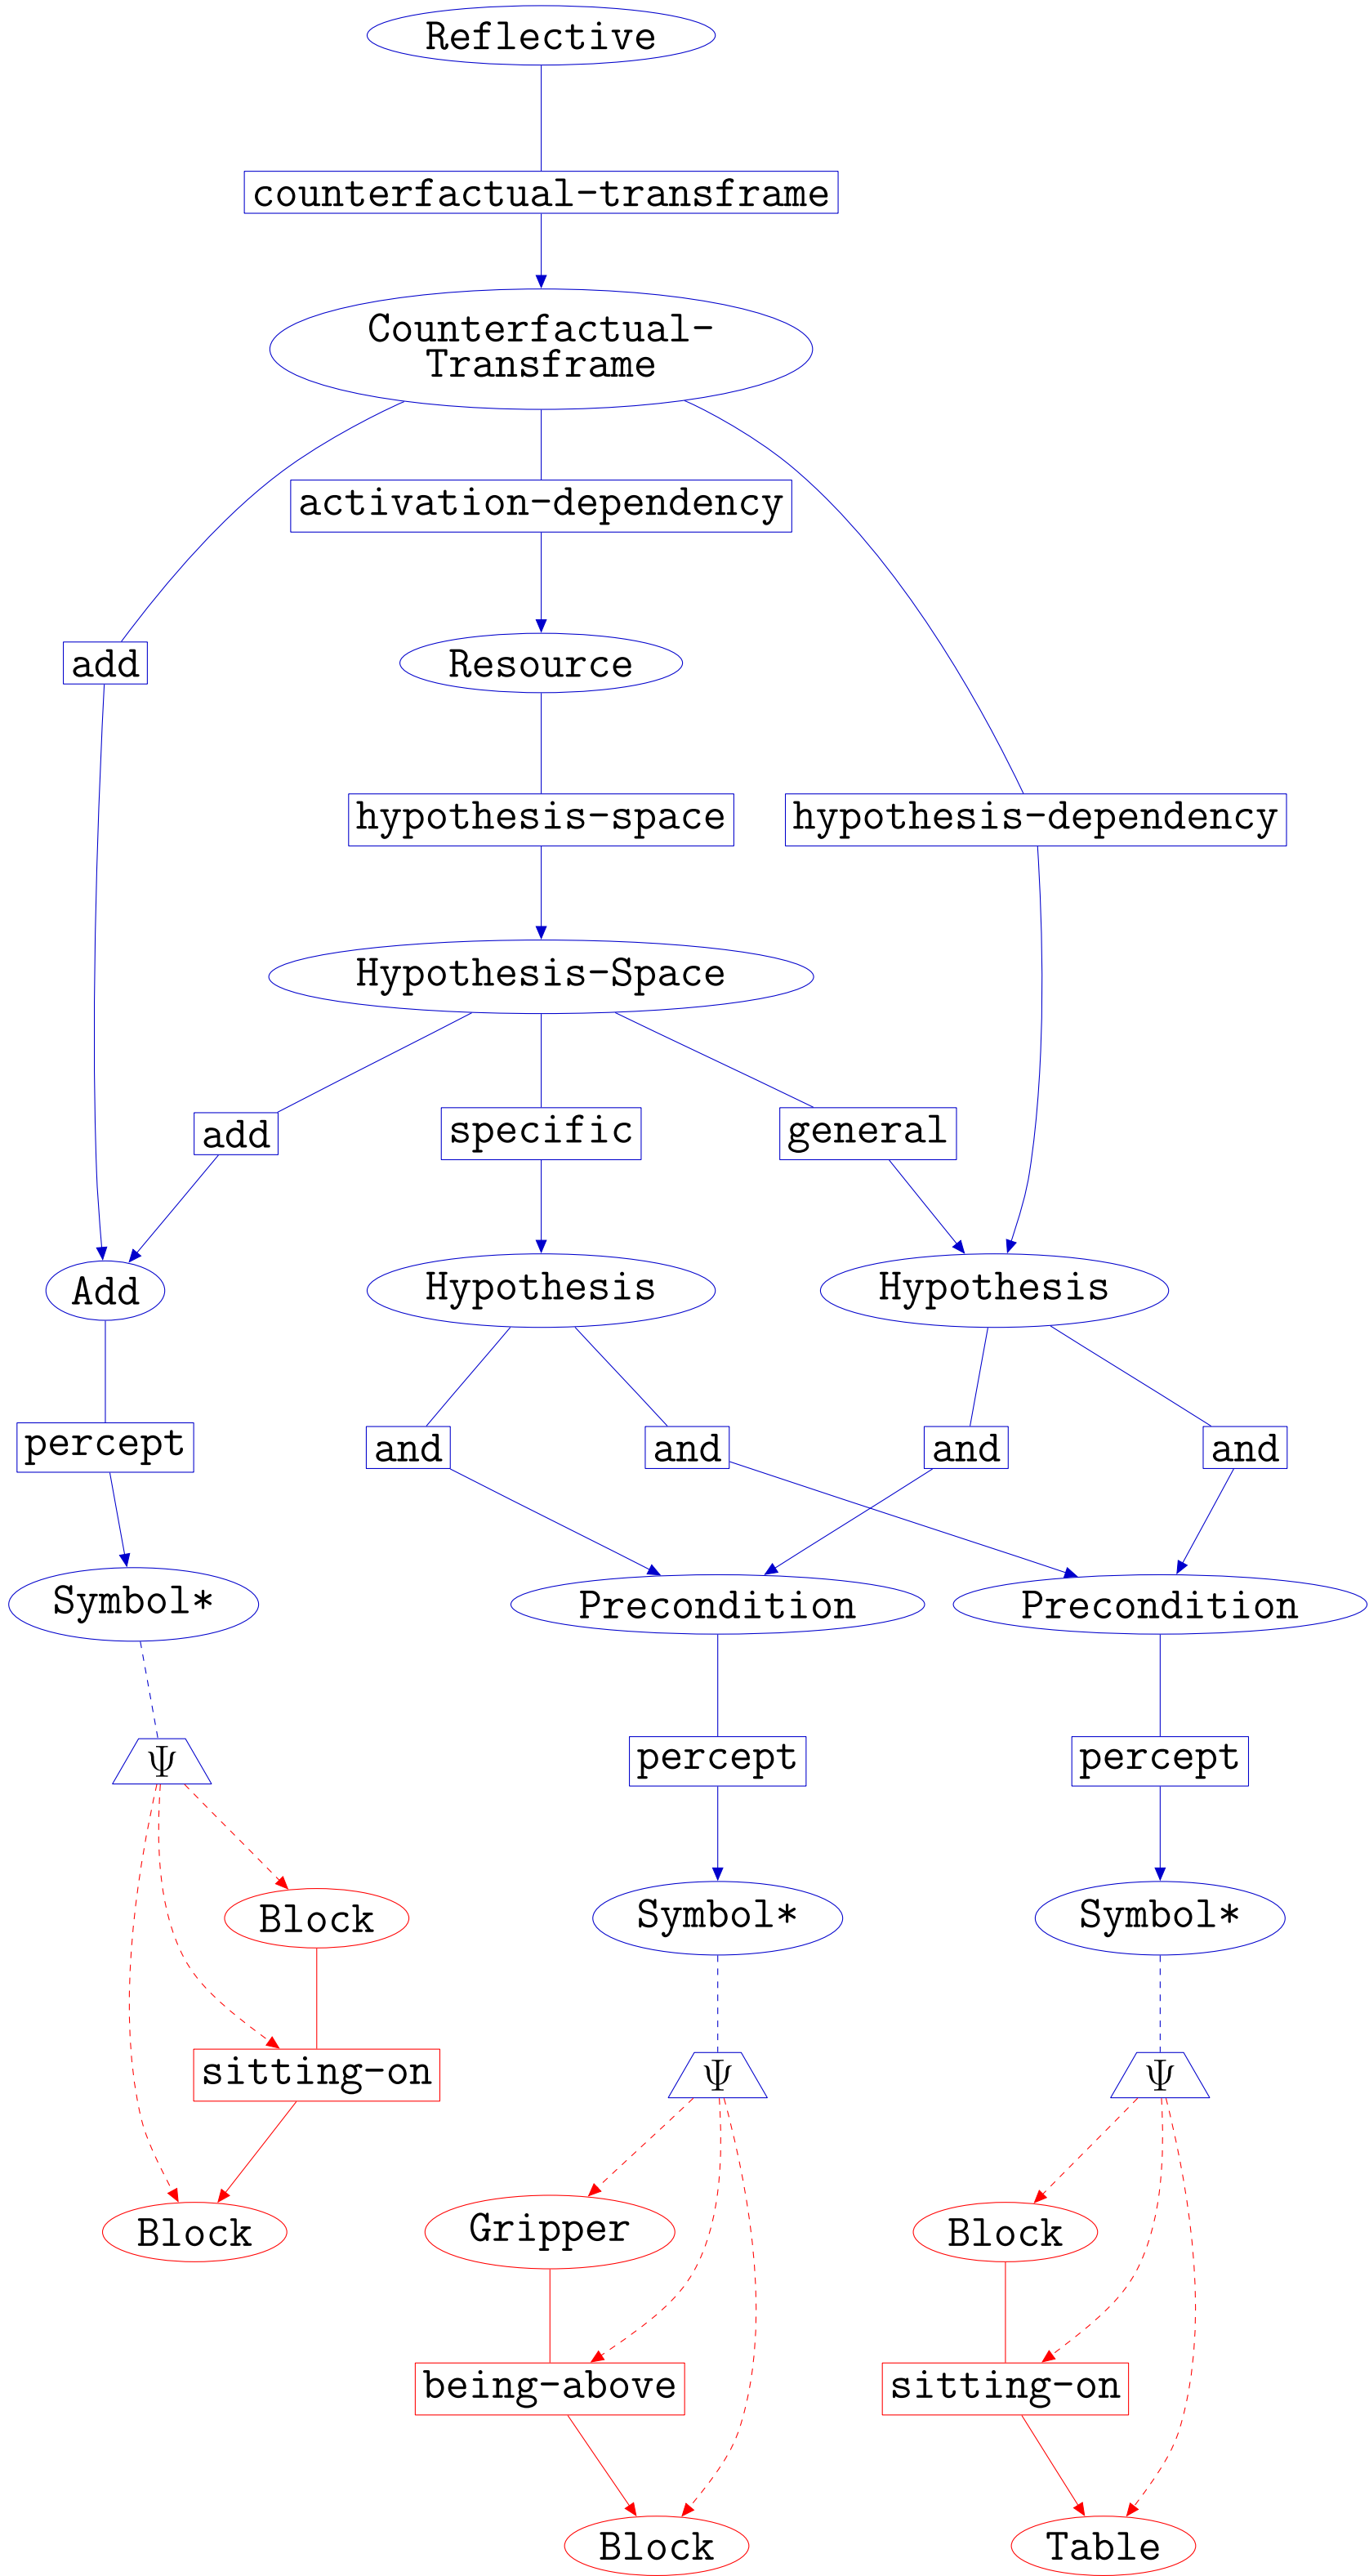 Reflective
counterfactual-transframe
Counterfactual-
Transframe
activation-dependency
add
Resource
hypothesis-space
hypothesis-dependency
Hypothesis-Space
add
specific
general
Add
Hypothesis
Hypothesis
percept
and
and
and
and
Symbol*
Precondition
Precondition
Ψ
percept
percept
Block
Symbol*
Symbol*
sitting-on
Ψ
Ψ
Block
Gripper
Block
being-above
sitting-on
Block
Table